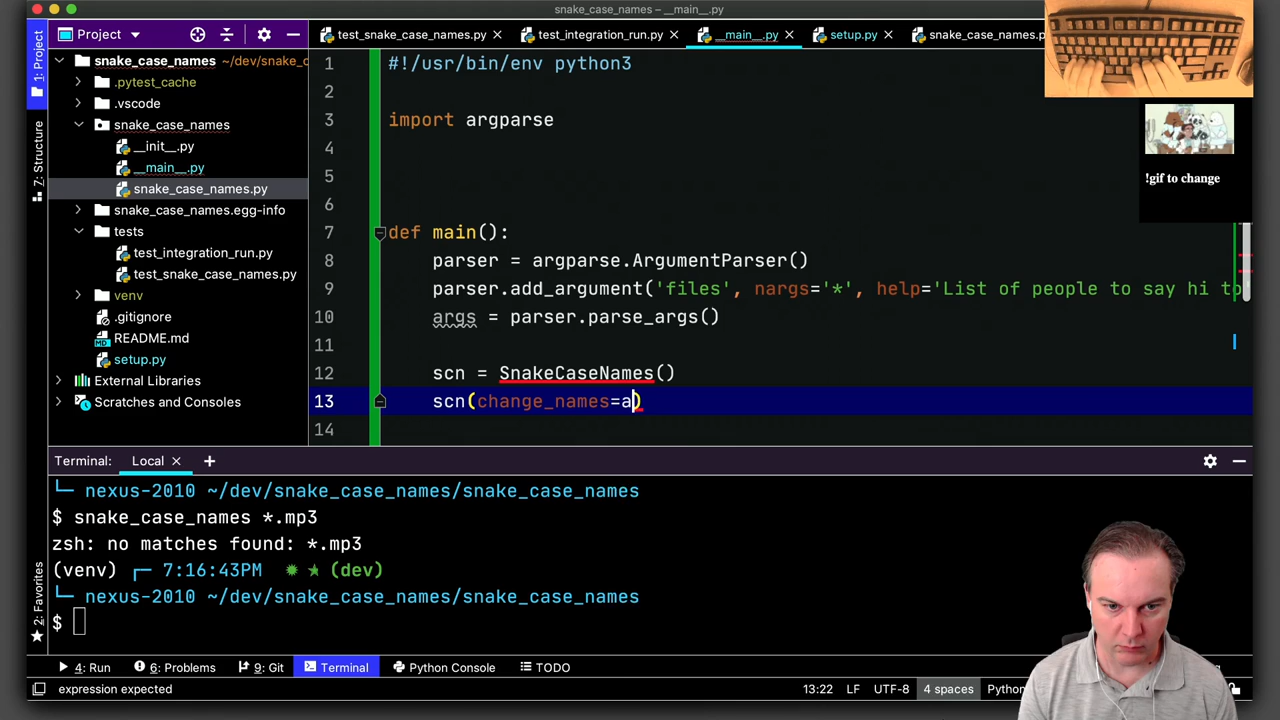 snake_case_names – __main__.py
Project
test_snake_case_names.py
test_integration_run.py
__main__.py
setup.py
snake_case_names.py
1: Project
7: Structure
2: Favorites
snake_case_names ~/dev/snake_c
.pytest_cache
.vscode
snake_case_names
__init__.py
__main__.py
snake_case_names.py
snake_case_names.egg-info
tests
test_integration_run.py
test_snake_case_names.py
venv
.gitignore
README.md
setup.py
External Libraries
Scratches and Consoles
1 #!/usr/bin/env python3
2
3 import argparse
4
5
6
7 def main():
8 parser = argparse.ArgumentParser()
9 parser.add_argument('files', nargs='*', help='List of people to say hi to'
10 args = parser.parse_args()
11
12 scn = SnakeCaseNames()
13 scn(change_names=a)
14
!gif to change
Terminal: Local
nexus-2010 ~/dev/snake_case_names/snake_case_names
$ snake_case_names *.mp3
zsh: no matches found: *.mp3
(venv) 7:16:43PM (dev)
nexus-2010 ~/dev/snake_case_names/snake_case_names
$
4: Run 6: Problems 9: Git Terminal Python Console TODO
expression expected 13:22 LF UTF-8 4 spaces Python